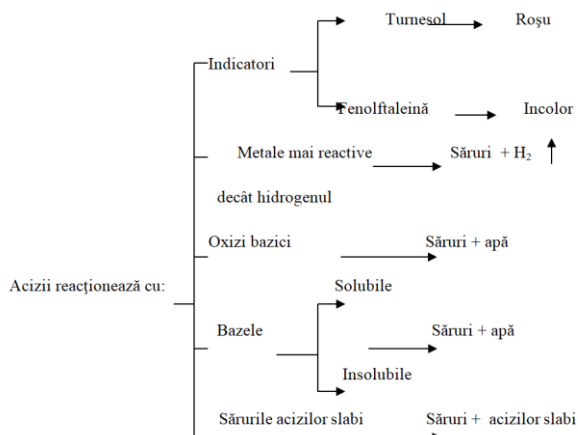 Turnesol Roşu
Indicatori
Fenolftaleină Incolor
Metale mai reactive Săruri + H₂
decât hidrogenul
Oxizi bazici Săruri + apă
Acizii reacţionează cu: Solubile
Bazele Săruri + apă
Insolubile
Sărurile acizilor slabi Săruri + acizilor slabi